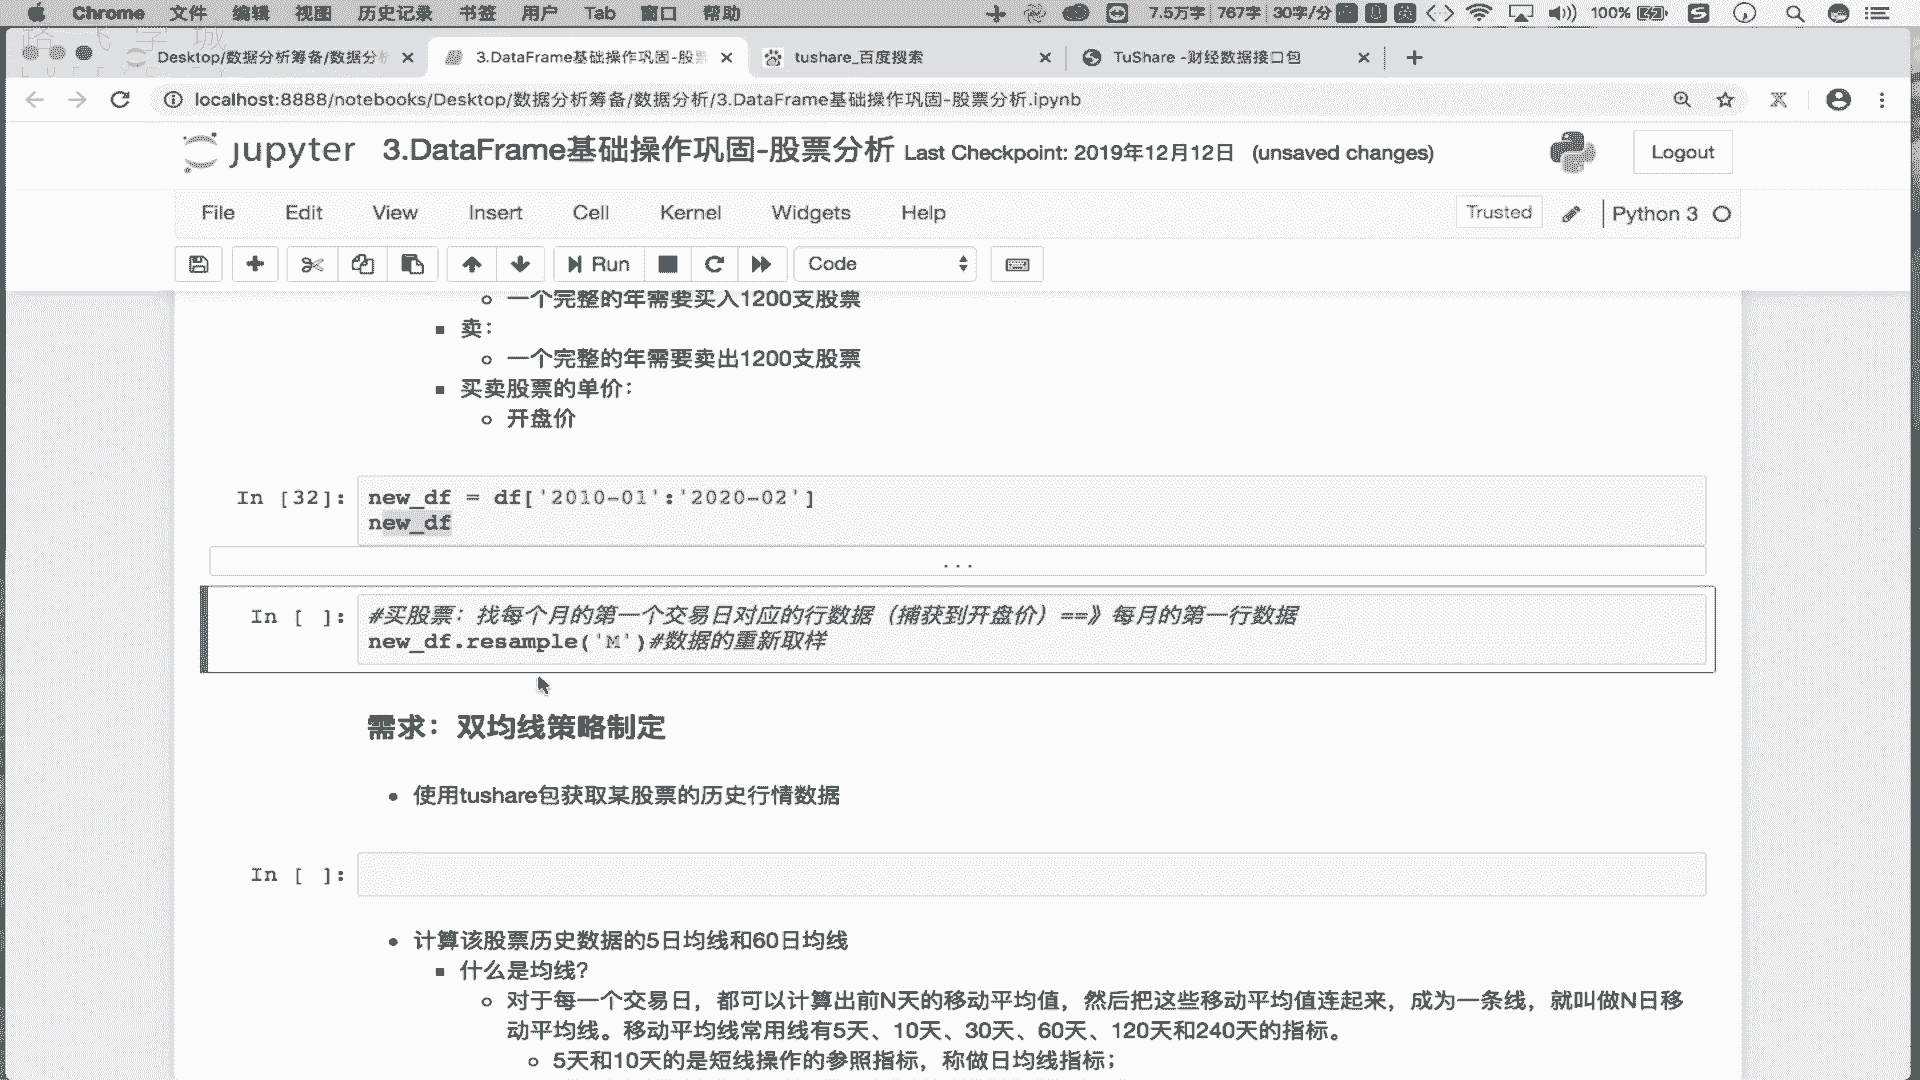 Chrome 文件 编辑 视图 历史记录 书签 用户 Tab 窗口 帮助 7.5万字 767字 30字/分 100%
Desktop/数据分析筹备/数据分析
3.DataFrame基础操作巩固-股票
tushare_百度搜索
TuShare -财经数据接口包
localhost:8888/notebooks/Desktop/数据分析筹备/数据分析/3.DataFrame基础操作巩固-股票分析.ipynb
jupyter 3.DataFrame基础操作巩固-股票分析 Last Checkpoint: 2019年12月12日 (unsaved changes)
Logout
File Edit View Insert Cell Kernel Widgets Help
Trusted Python 3
Run Code
一个完整的年需要买入1200支股票
卖：
一个完整的年需要卖出1200支股票
买卖股票的单价：
开盘价
In [32]: new_df = df['2010-01':'2020-02']
new_df
...
In [ ]: #买股票：找每个月的第一个交易日对应的行数据（捕获到开盘价）==》每月的第一行数据
new_df.resample('M')#数据的重新取样
需求：双均线策略制定
使用tushare包获取某股票的历史行情数据
In [ ]:
计算该股票历史数据的5日均线和60日均线
什么是均线？
对于每一个交易日，都可以计算出前N天的移动平均值，然后把这些移动平均值连起来，成为一条线，就叫做N日移
动平均线。移动平均线常用线有5天、10天、30天、60天、120天和240天的指标。
5天和10天的是短线操作的参照指标，称做日均线指标；